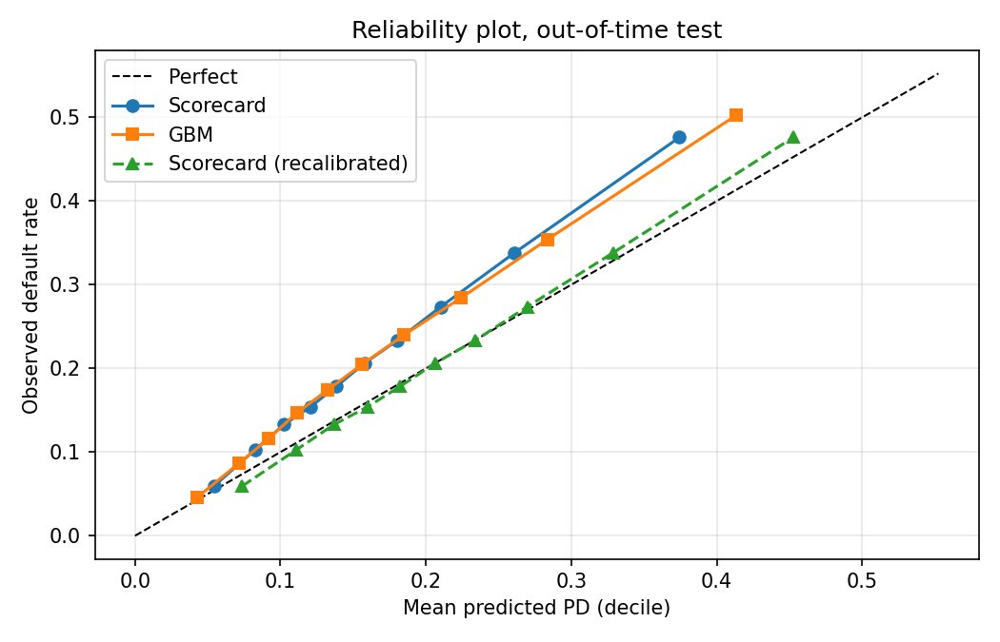 Reliability plot, out-of-time test
Perfect
Scorecard
GBM
Scorecard (recalibrated)
Observed default rate
0.5
0.4
0.3
0.2
0.1
0.0
0.0 0.1 0.2 0.3 0.4 0.5
Mean predicted PD (decile)